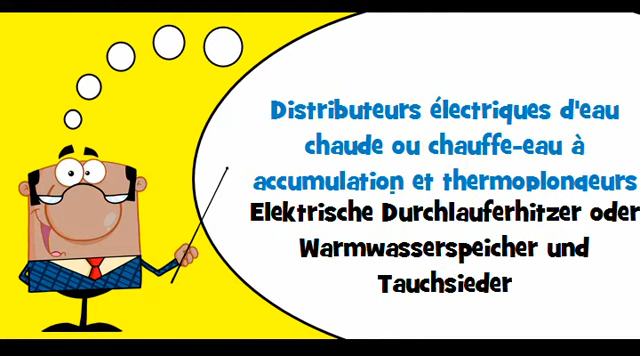 Distributeurs électriques d'eau
chaude ou chauffe-eau à
accumulation et thermoplongeurs
Elektrische Durchlauferhitzer oder
Warmwasserspeicher und
Tauchsieder